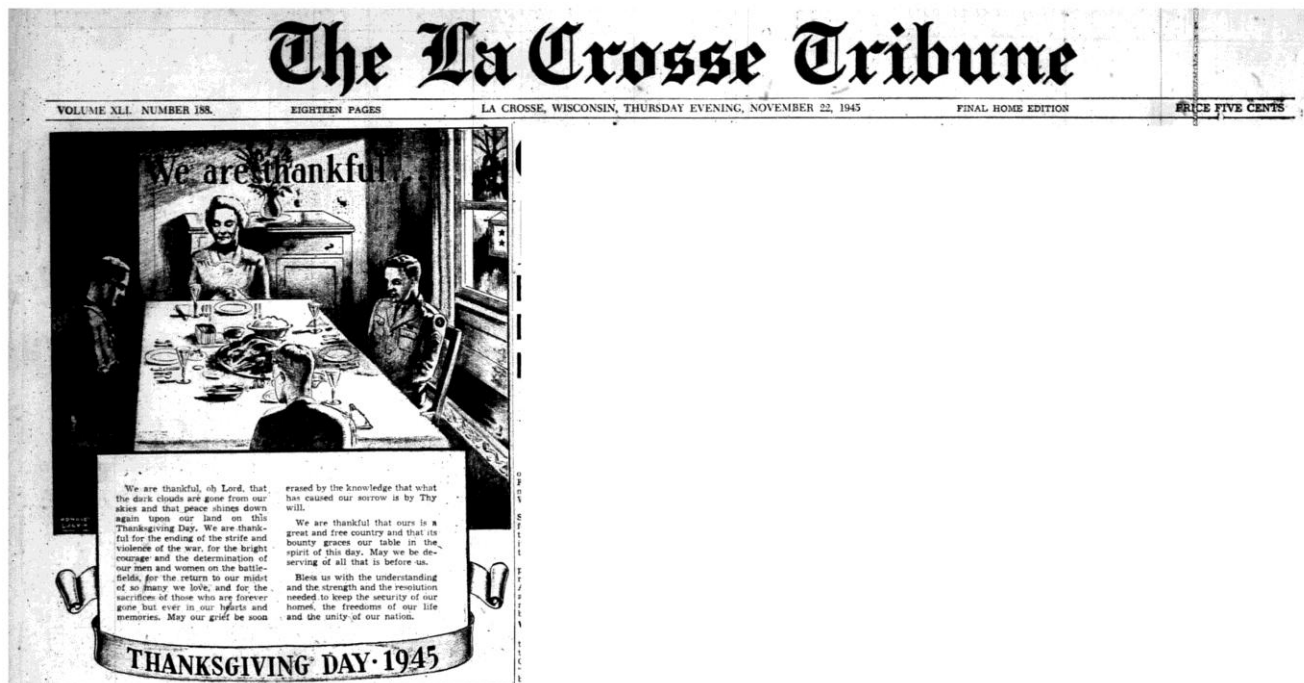 The La Crosse Tribune
VOLUME XLI. NUMBER 188. EIGHTEEN PAGES LA CROSSE, WISCONSIN, THURSDAY EVENING, NOVEMBER 22, 1945 FINAL HOME EDITION PRICE FIVE CENTS
We are thankful...
We are thankful, oh Lord, that
the dark clouds are gone from our
skies and that peace shines down
again upon our land on this
Thanksgiving Day. We are thank-
ful for the ending of the strife and
violence of the war, for the bright
courage and the determination of
our men and women on the battle-
fields, for the return to our midst
of so many we love, and for the
sacrifices of those who are forever
gone but ever in our hearts and
memories. May our grief be soon
erased by the knowledge that what
has caused our sorrow is by Thy
will.
We are thankful that ours is a
great and free country and that its
bounty graces our table in the
spirit of this day. May we be de-
serving of all that is before us.
Bless us with the understanding
and the strength and the resolution
needed to keep the security of our
homes, the freedoms of our life
and the unity of our nation.
THANKSGIVING DAY · 1945